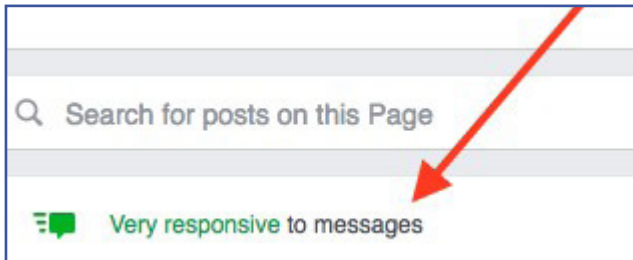 Search for posts on this Page
Very responsive to messages